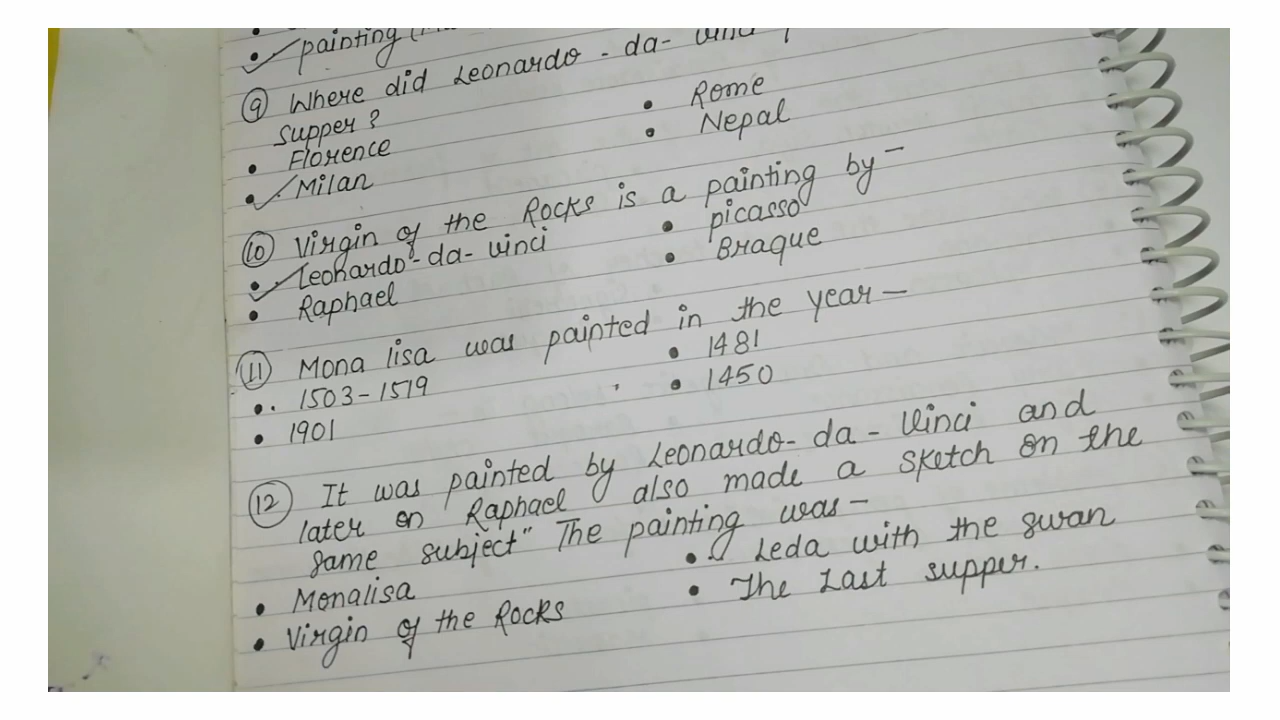 painting
9 Where did Leonardo-da-Vinci
supper?
• Florence • Rome
• ✓ Milan • Nepal
10 Virgin of the Rocks is a painting by-
• ✓ Leonardo-da-Vinci • picasso
• Raphael • Braque
11 Mona lisa was painted in the year-
• 1503-1519 • 1481
• 1901 • 1450
12 It was painted by Leonardo-da-Vinci and
later on Raphael also made a sketch on the
same subject" The painting was-
• Monalisa • Leda with the swan
• Virgin of the Rocks • The Last supper.